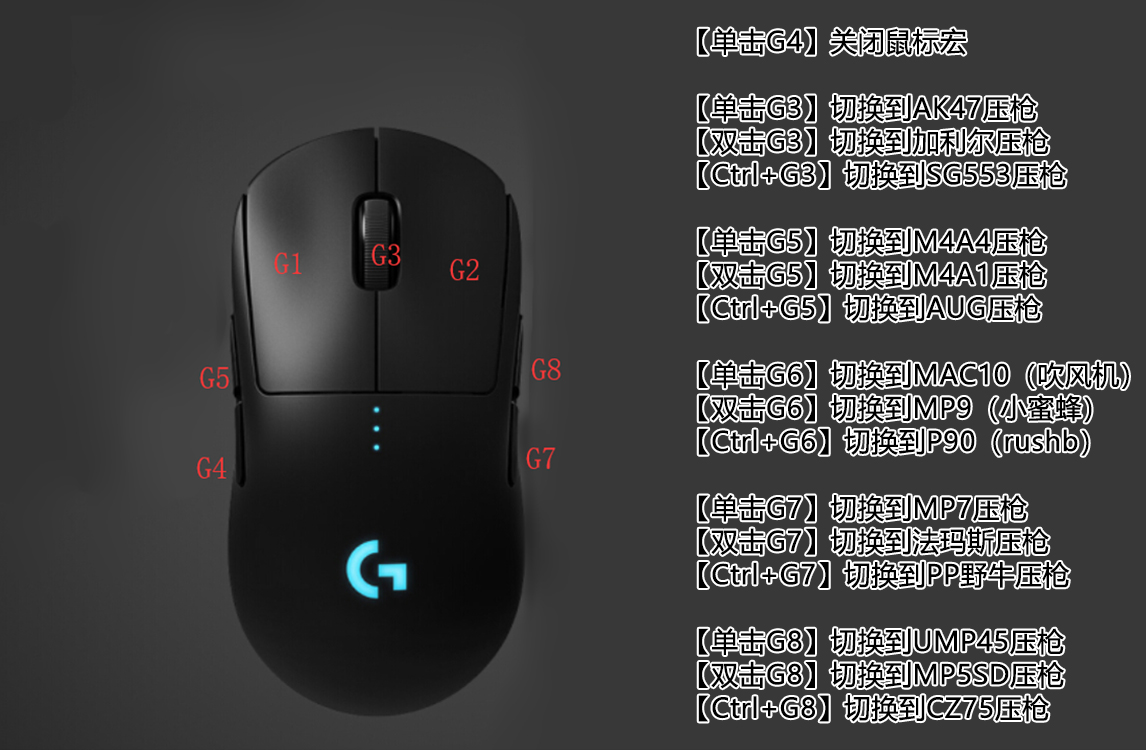 【单击G4】关闭鼠标宏
【单击G3】切换到AK47压枪
【双击G3】切换到加利尔压枪
【Ctrl+G3】切换到SG553压枪
【单击G5】切换到M4A4压枪
【双击G5】切换到M4A1压枪
【Ctrl+G5】切换到AUG压枪
【单击G6】切换到MAC10（吹风机）
【双击G6】切换到MP9（小蜜蜂）
【Ctrl+G6】切换到P90（rushb）
【单击G7】切换到MP7压枪
【双击G7】切换到法玛斯压枪
【Ctrl+G7】切换到PP野牛压枪
【单击G8】切换到UMP45压枪
【双击G8】切换到MP5SD压枪
【Ctrl+G8】切换到CZ75压枪
G1
G3
G2
G5
G8
G4
G7
G